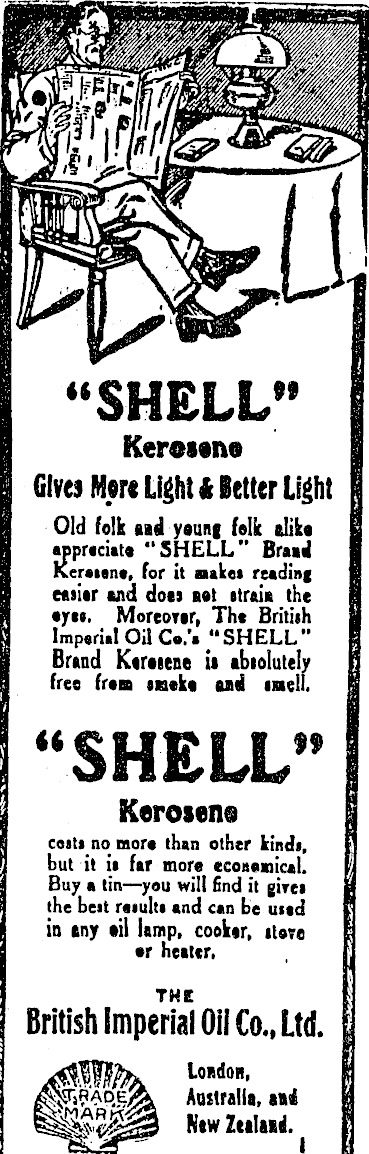 "SHELL"
Kerosene
Gives More Light & Better Light
Old folk and young folk alike
appreciate "SHELL" Brand
Kerosene, for it makes reading
easier and does not strain the
eyes. Moreover, The British
Imperial Oil Co.'s "SHELL"
Brand Kerosene is absolutely
free from smoke and smell.
"SHELL"
Kerosene
costs no more than other kinds,
but it is far more economical.
Buy a tin—you will find it gives
the best results and can be used
in any oil lamp, cooker, stove
or heater.
THE
British Imperial Oil Co., Ltd.
TRADE
MARK
London,
Australia, and
New Zealand.